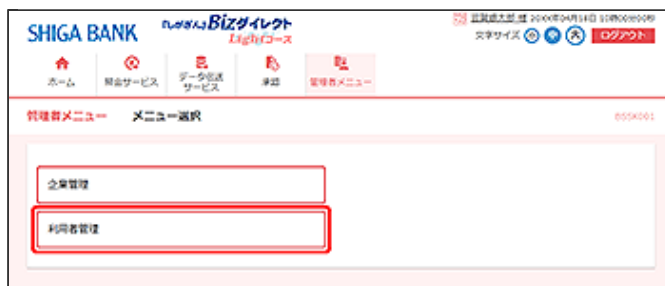 SHIGA BANK
しがぎんBizダイレクト
Lightコース
文字サイズ 小 中 大 ログアウト
ホーム
照会サービス
データ伝送
サービス
承認
管理者メニュー
管理者メニュー メニュー選択
BSSK001
企業管理
利用者管理